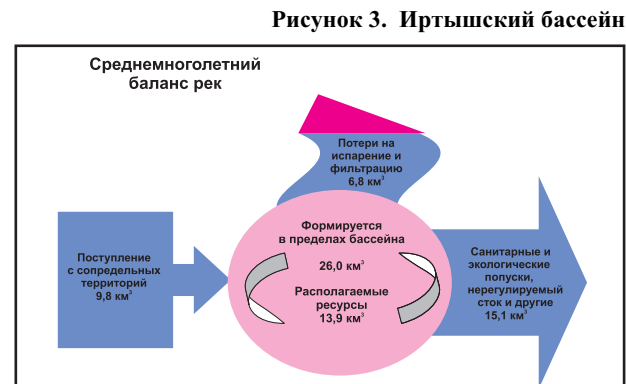 Рисунок 3. Иртышский бассейн
Среднемноголетний
баланс рек
Потери на
испарение и
фильтрацию
6,8 км³
Формируется
в пределах бассейна
26,0 км³
Располагаемые
ресурсы
13,9 км³
Поступление
с сопредельных
территорий
9,8 км³
Санитарные и
экологические
попуски,
нерегулируемый
сток и другие
15,1 км³